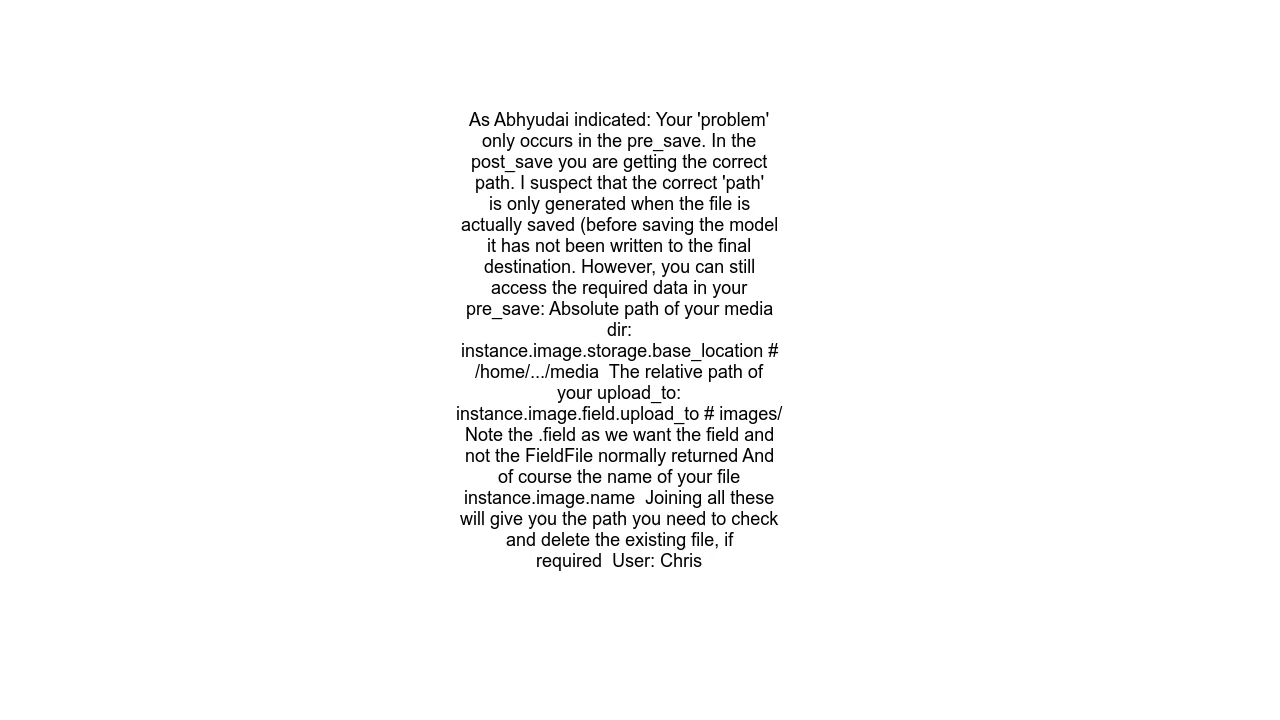 As Abhyudai indicated: Your 'problem'
only occurs in the pre_save. In the
post_save you are getting the correct
path. I suspect that the correct 'path'
is only generated when the file is
actually saved (before saving the model
it has not been written to the final
destination. However, you can still
access the required data in your
pre_save: Absolute path of your media
dir:
instance.image.storage.base_location #
/home/.../media  The relative path of
your upload_to:
instance.image.field.upload_to # images/
Note the .field as we want the field and
not the FieldFile normally returned And
of course the name of your file
instance.image.name  Joining all these
will give you the path you need to check
and delete the existing file, if
required  User: Chris